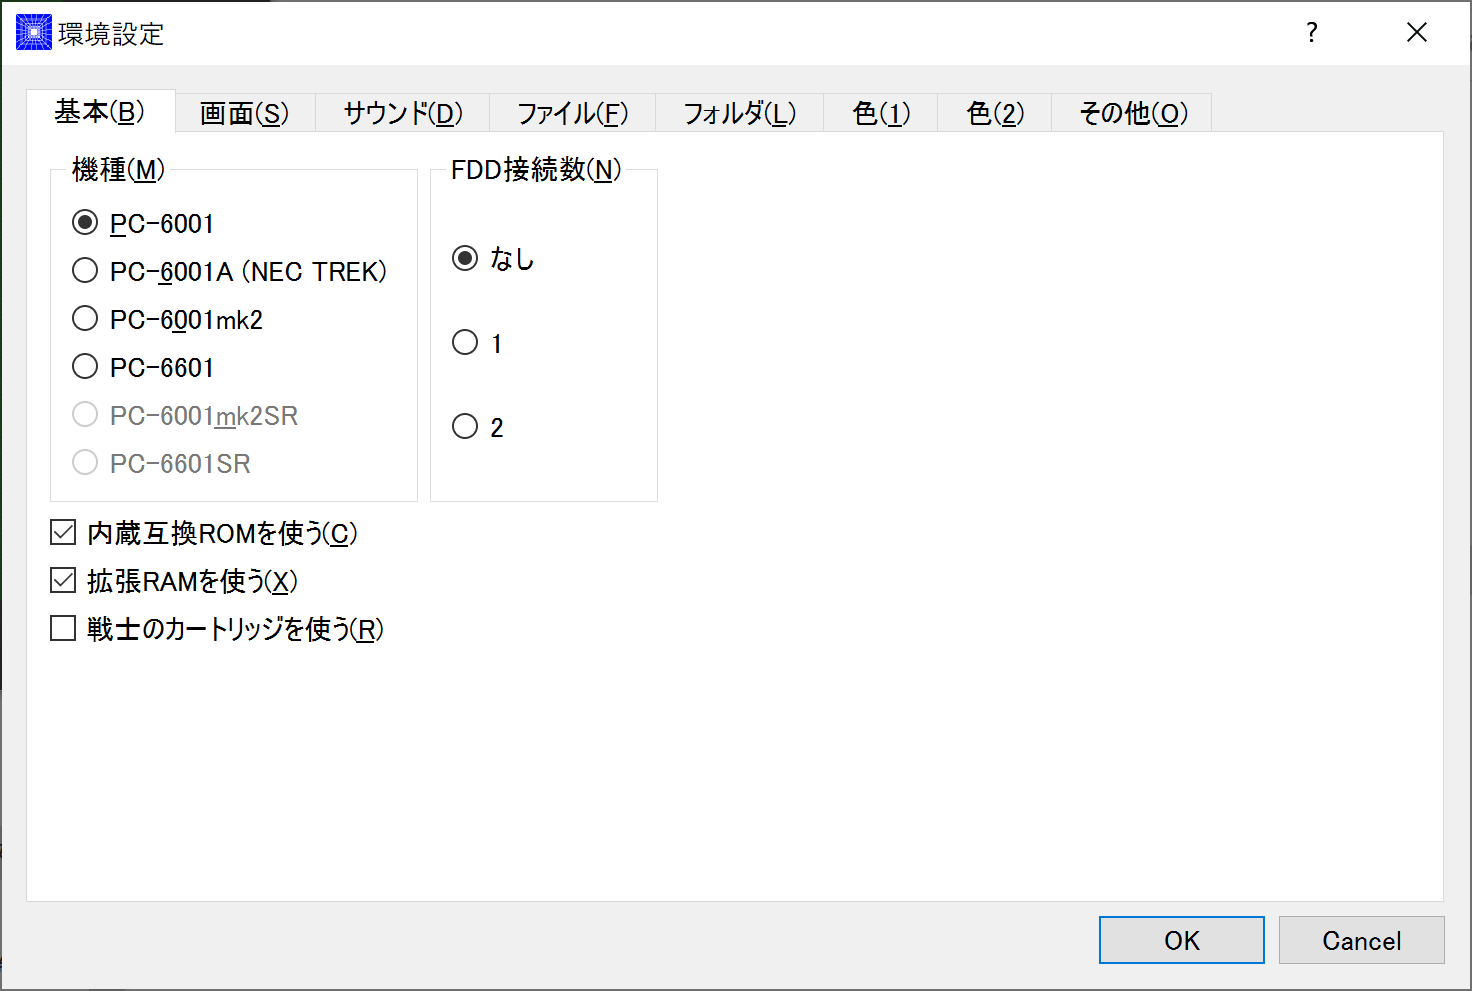 環境設定
?
基本(B) 画面(S) サウンド(D) ファイル(F) フォルダ(L) 色(1) 色(2) その他(O)
機種(M)
PC-6001
PC-6001A (NEC TREK)
PC-6001mk2
PC-6601
PC-6001mk2SR
PC-6601SR
FDD接続数(N)
なし
1
2
内蔵互換ROMを使う(C)
拡張RAMを使う(X)
戦士のカートリッジを使う(R)
OK Cancel